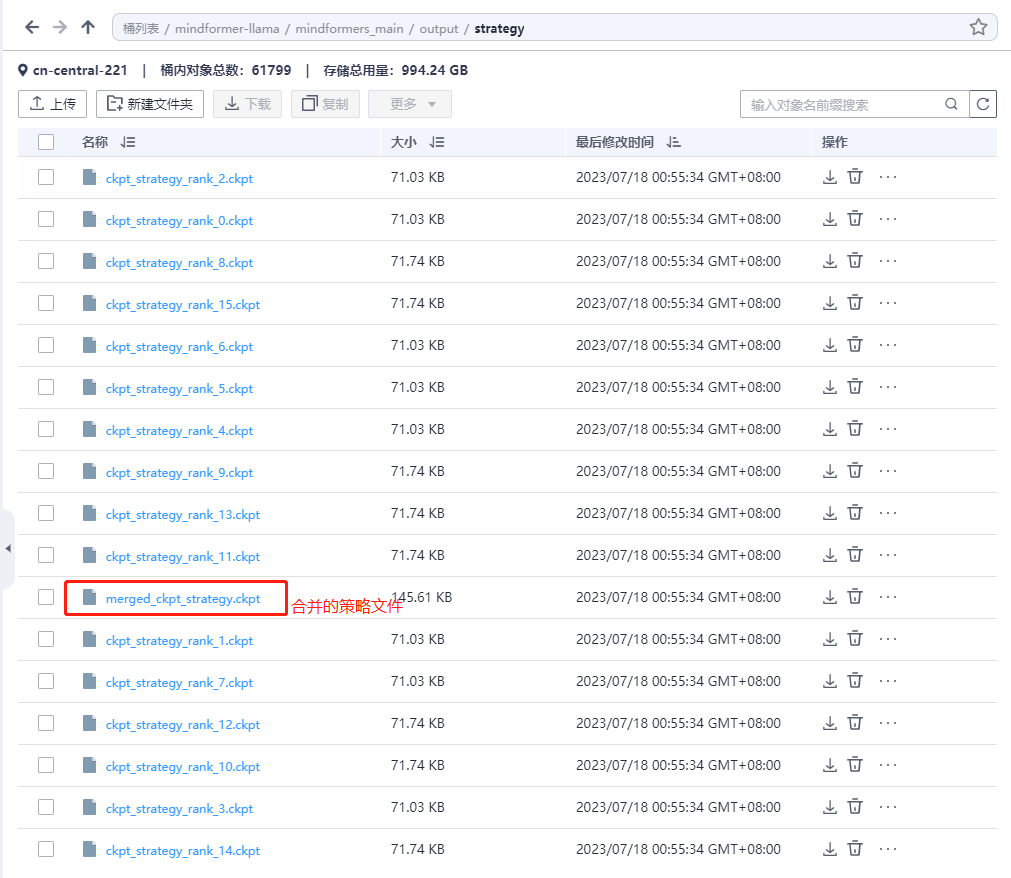 桶列表 / mindformer-llama / mindformers_main / output / strategy
cn-central-221 | 桶内对象总数：61799 | 存储总用量：994.24 GB
上传 新建文件夹 下载 复制 更多 输入对象名前缀搜索
名称 大小 最后修改时间 操作
ckpt_strategy_rank_2.ckpt 71.03 KB 2023/07/18 00:55:34 GMT+08:00 ···
ckpt_strategy_rank_0.ckpt 71.03 KB 2023/07/18 00:55:34 GMT+08:00 ···
ckpt_strategy_rank_8.ckpt 71.74 KB 2023/07/18 00:55:34 GMT+08:00 ···
ckpt_strategy_rank_15.ckpt 71.74 KB 2023/07/18 00:55:34 GMT+08:00 ···
ckpt_strategy_rank_6.ckpt 71.03 KB 2023/07/18 00:55:34 GMT+08:00 ···
ckpt_strategy_rank_5.ckpt 71.03 KB 2023/07/18 00:55:34 GMT+08:00 ···
ckpt_strategy_rank_4.ckpt 71.03 KB 2023/07/18 00:55:34 GMT+08:00 ···
ckpt_strategy_rank_9.ckpt 71.74 KB 2023/07/18 00:55:34 GMT+08:00 ···
ckpt_strategy_rank_13.ckpt 71.74 KB 2023/07/18 00:55:34 GMT+08:00 ···
ckpt_strategy_rank_11.ckpt 71.74 KB 2023/07/18 00:55:34 GMT+08:00 ···
merged_ckpt_strategy.ckpt 合并的策略文件 145.61 KB 2023/07/18 00:55:34 GMT+08:00 ···
ckpt_strategy_rank_1.ckpt 71.03 KB 2023/07/18 00:55:34 GMT+08:00 ···
ckpt_strategy_rank_7.ckpt 71.03 KB 2023/07/18 00:55:34 GMT+08:00 ···
ckpt_strategy_rank_12.ckpt 71.74 KB 2023/07/18 00:55:34 GMT+08:00 ···
ckpt_strategy_rank_10.ckpt 71.74 KB 2023/07/18 00:55:34 GMT+08:00 ···
ckpt_strategy_rank_3.ckpt 71.03 KB 2023/07/18 00:55:34 GMT+08:00 ···
ckpt_strategy_rank_14.ckpt 71.74 KB 2023/07/18 00:55:34 GMT+08:00 ···